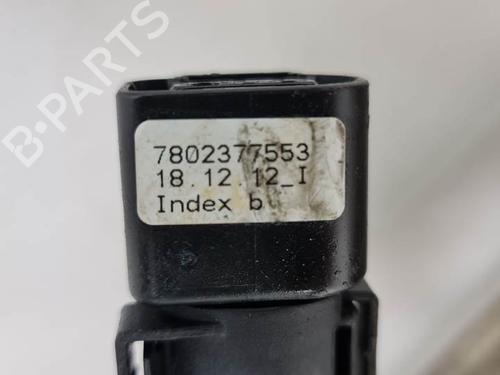 B-PARTS
7802377553
18.12.12_I
Index b